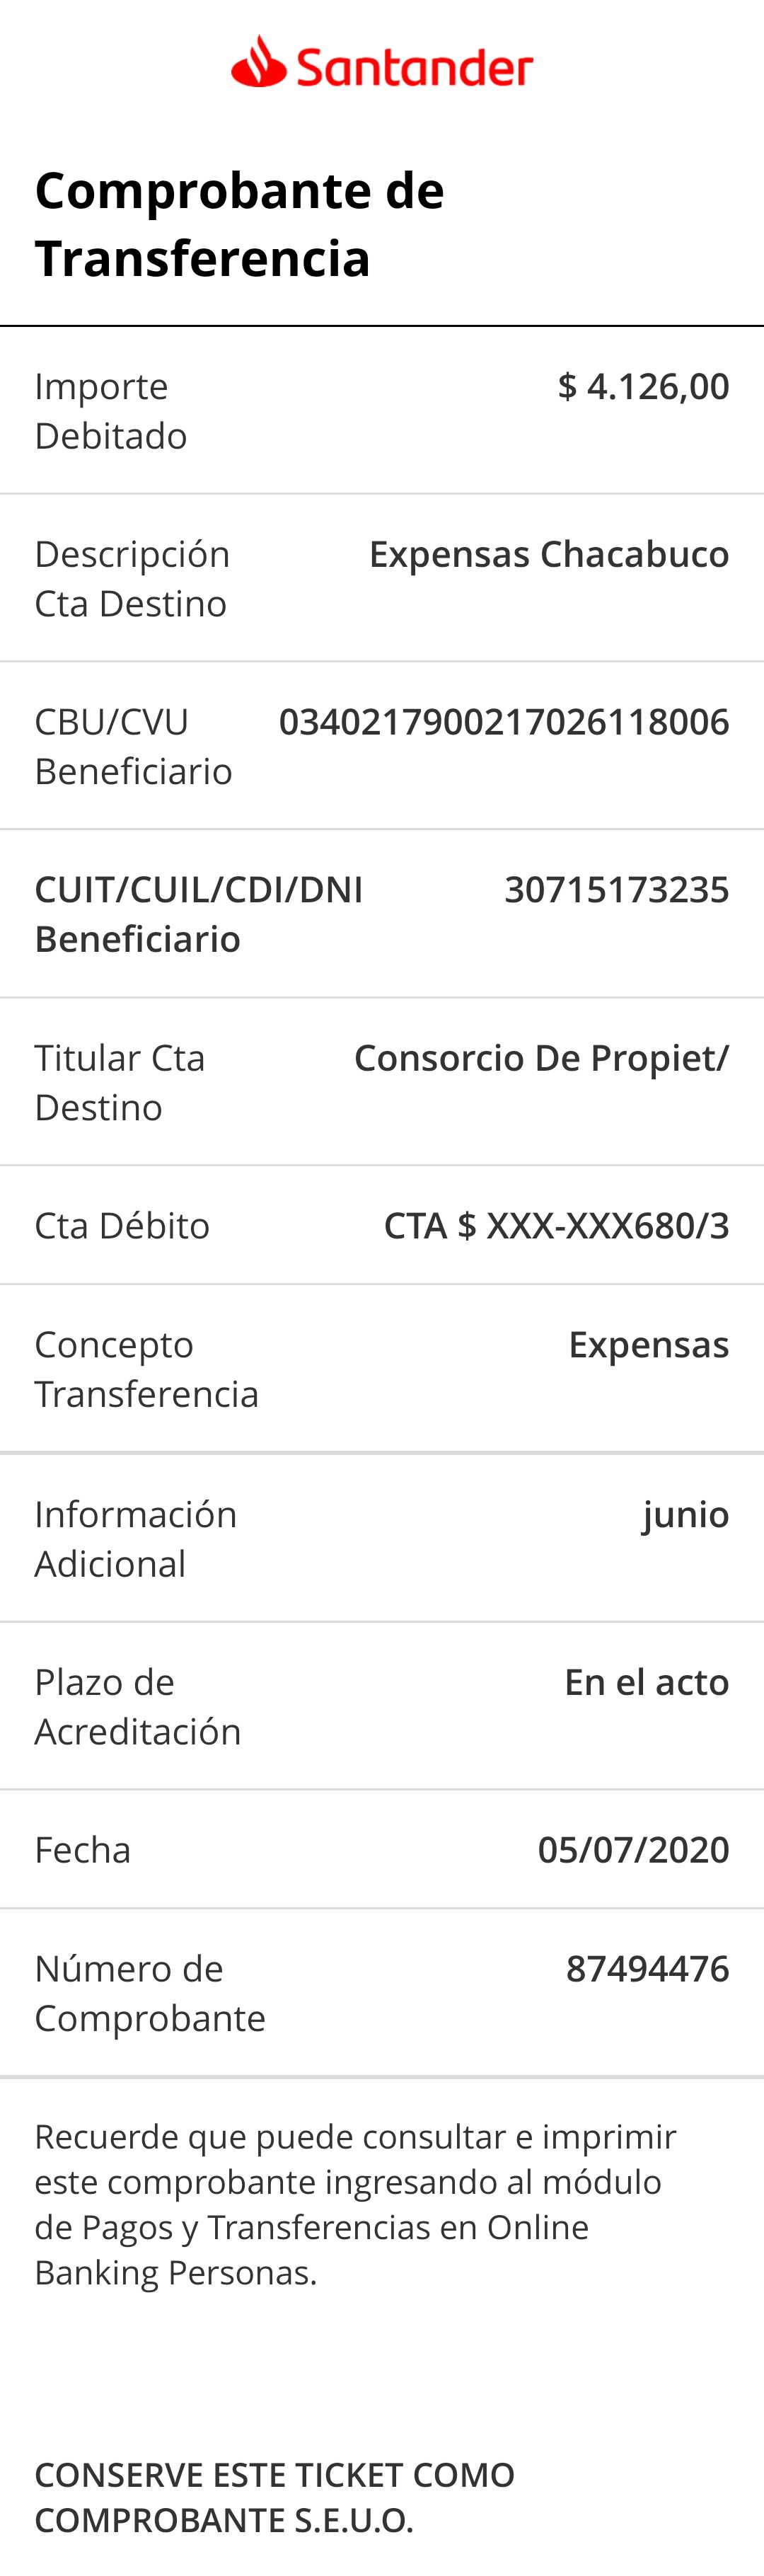 Santander
Comprobante de
Transferencia
Importe
Debitado
$ 4.126,00
Descripción
Cta Destino
Expensas Chacabuco
CBU/CVU
Beneficiario
0340217900217026118006
CUIT/CUIL/CDI/DNI
Beneficiario
30715173235
Titular Cta
Destino
Consorcio De Propiet/
Cta Débito
CTA $ XXX-XXX680/3
Concepto
Transferencia
Expensas
Información
Adicional
junio
Plazo de
Acreditación
En el acto
Fecha
05/07/2020
Número de
Comprobante
87494476
Recuerde que puede consultar e imprimir
este comprobante ingresando al módulo
de Pagos y Transferencias en Online
Banking Personas.
CONSERVE ESTE TICKET COMO
COMPROBANTE S.E.U.O.